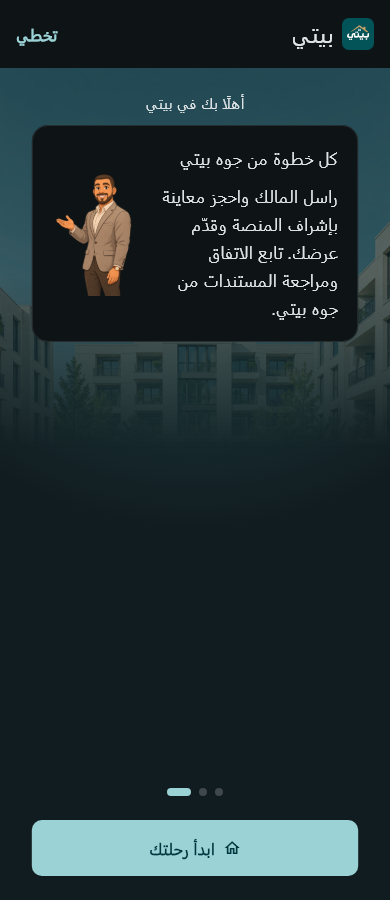 بيتي
بيتي
تخطي
أهلًا بك في بيتي
كل خطوة من جوه بيتي
راسل المالك واحجز معاينة
بإشراف المنصة وقدّم
عرضك. تابع الاتفاق
ومراجعة المستندات من
جوه بيتي.
ابدأ رحلتك